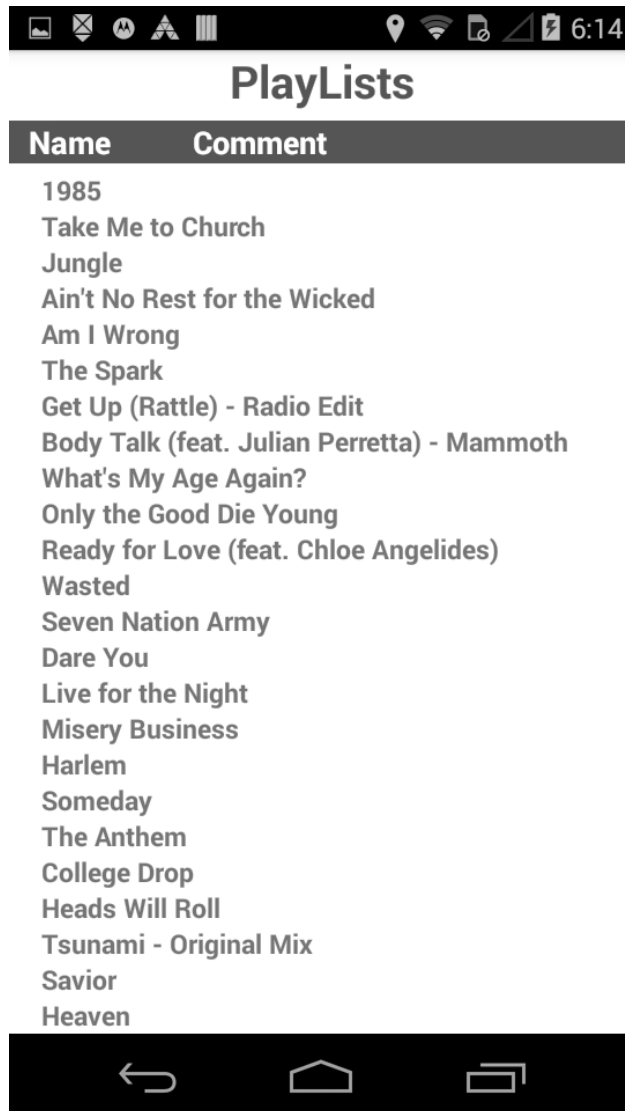 6:14
PlayLists
Name Comment
1985
Take Me to Church
Jungle
Ain't No Rest for the Wicked
Am I Wrong
The Spark
Get Up (Rattle) - Radio Edit
Body Talk (feat. Julian Perretta) - Mammoth
What's My Age Again?
Only the Good Die Young
Ready for Love (feat. Chloe Angelides)
Wasted
Seven Nation Army
Dare You
Live for the Night
Misery Business
Harlem
Someday
The Anthem
College Drop
Heads Will Roll
Tsunami - Original Mix
Savior
Heaven